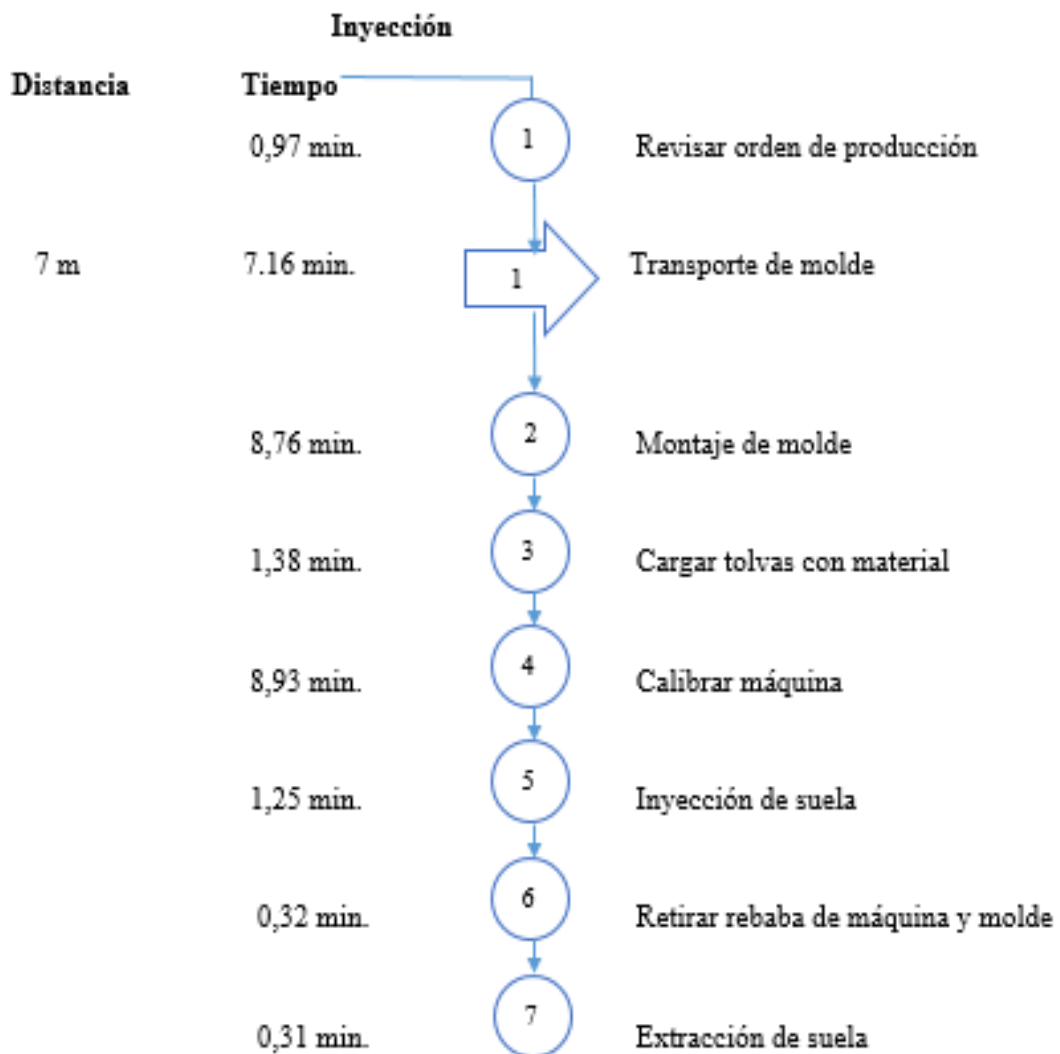 Inyección
Distancia Tiempo
0,97 min. 1 Revisar orden de producción
7 m 7.16 min. 1 Transporte de molde
8,76 min. 2 Montaje de molde
1,38 min. 3 Cargar tolvas con material
8,93 min. 4 Calibrar máquina
1,25 min. 5 Inyección de suela
0,32 min. 6 Retirar rebaba de máquina y molde
0,31 min. 7 Extracción de suela